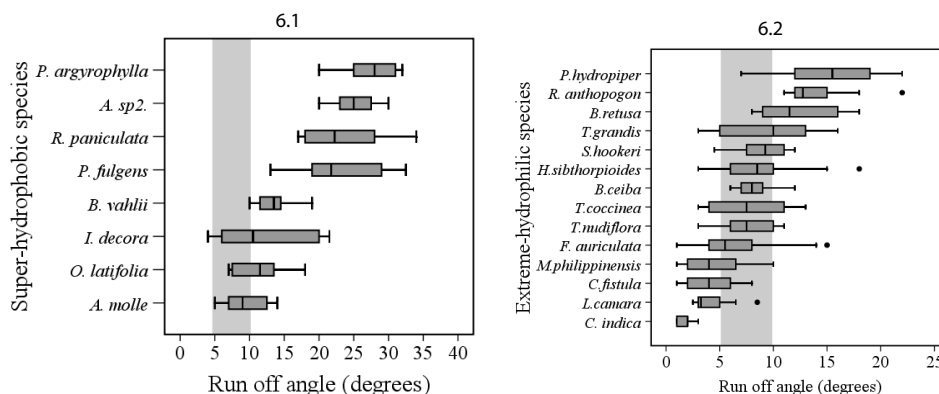 6.1
Super-hydrophobic species
P. argyrophylla
A. sp2.
R. paniculata
P. fulgens
B. vahlii
I. decora
O. latifolia
A. molle
0 5 10 15 20 25 30 35 40
Run off angle (degrees)
6.2
Extreme-hydrophilic species
P.hydropiper
R. anthopogon
B.retusa
T.grandis
S.hookeri
H.sibthorpioides
B.ceiba
T.coccinea
T.nudiflora
F. auriculata
M.philippinensis
C.fistula
L.camara
C. indica
0 5 10 15 20 25
Run off angle (degrees)